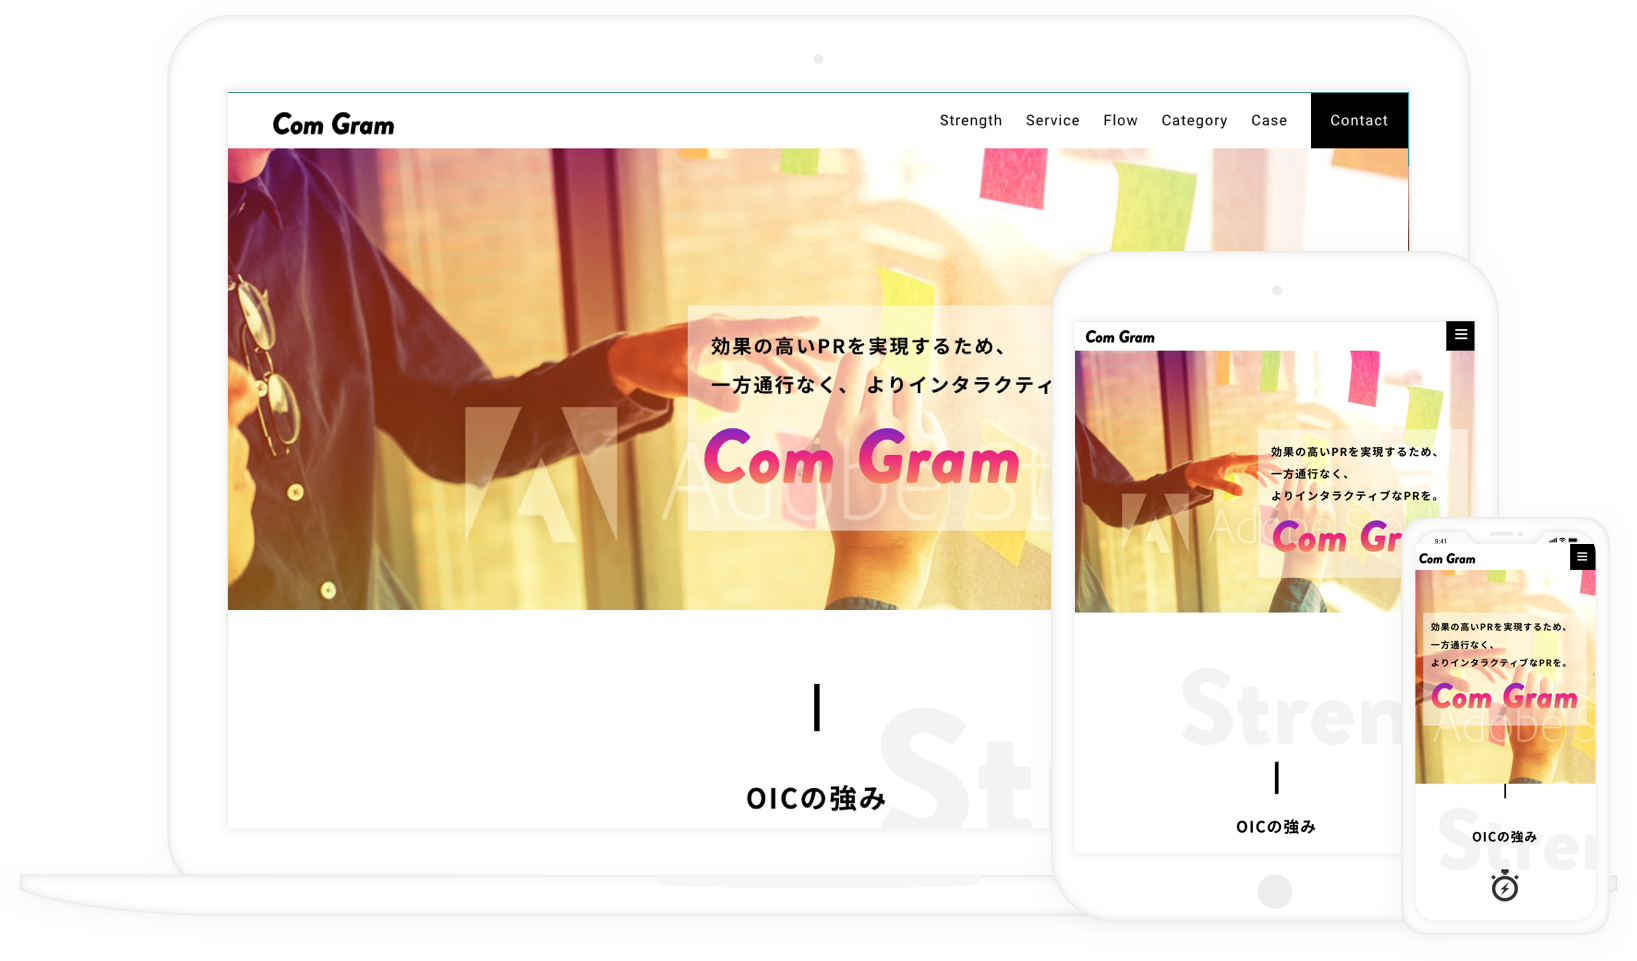 Com Gram
Strength Service Flow Category Case Contact
効果の高いPRを実現するため、
一方通行なく、 よりインタラクティ
Com Gram
Adobe St
St
OICの強み
Com Gram
効果の高いPRを実現するため、
一方通行なく、
よりインタラクティブなPRを。
Com Gr
Adobe S
Stren
OICの強み
9:41
Com Gram
効果の高いPRを実現するため、
一方通行なく、
よりインタラクティブなPRを。
Com Gram
Adobe S
Stren
OICの強み